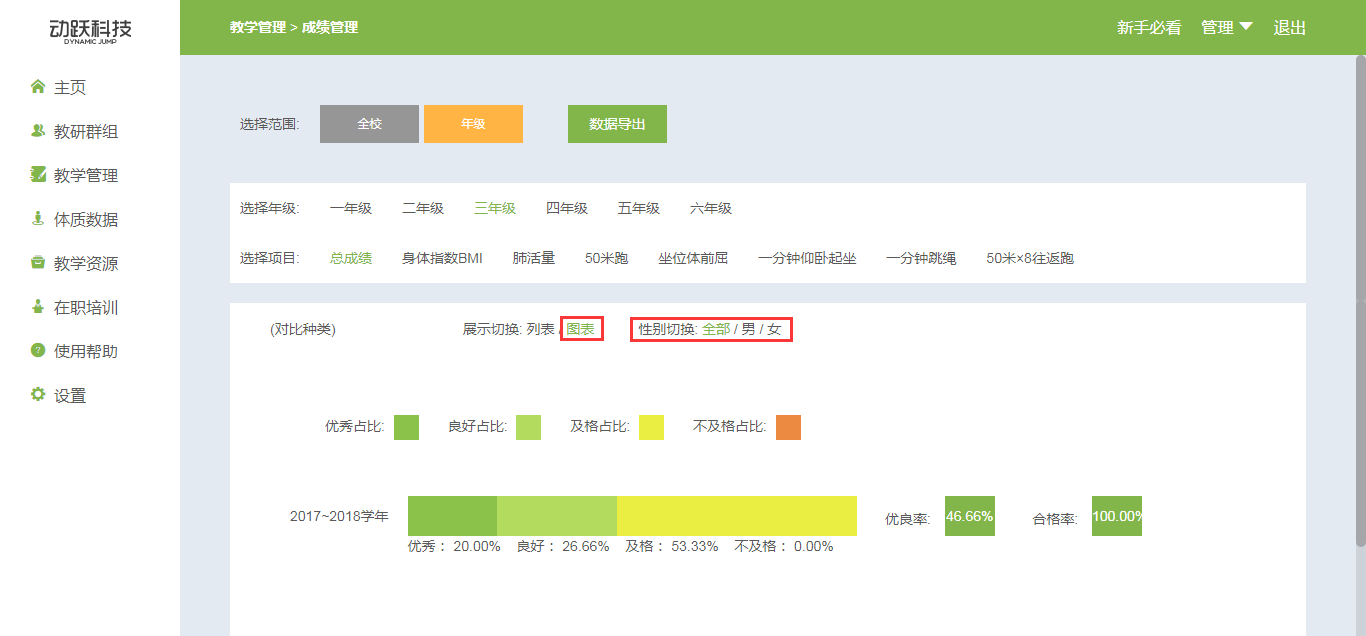 动跃科技
DYNAMIC JUMP
教学管理 > 成绩管理
新手必看 管理 退出
主页
教研群组
教学管理
体质数据
教学资源
在职培训
使用帮助
设置
选择范围: 全校 年级 数据导出
选择年级: 一年级 二年级 三年级 四年级 五年级 六年级
选择项目: 总成绩 身体指数BMI 肺活量 50米跑 坐位体前屈 一分钟仰卧起坐 一分钟跳绳 50米×8往返跑
(对比种类) 展示切换: 列表 / 图表 性别切换: 全部 / 男 / 女
优秀占比: 良好占比: 及格占比: 不及格占比:
2017~2018学年 优良率: 46.66% 合格率: 100.00%
优秀 : 20.00% 良好 : 26.66% 及格 : 53.33% 不及格 : 0.00%